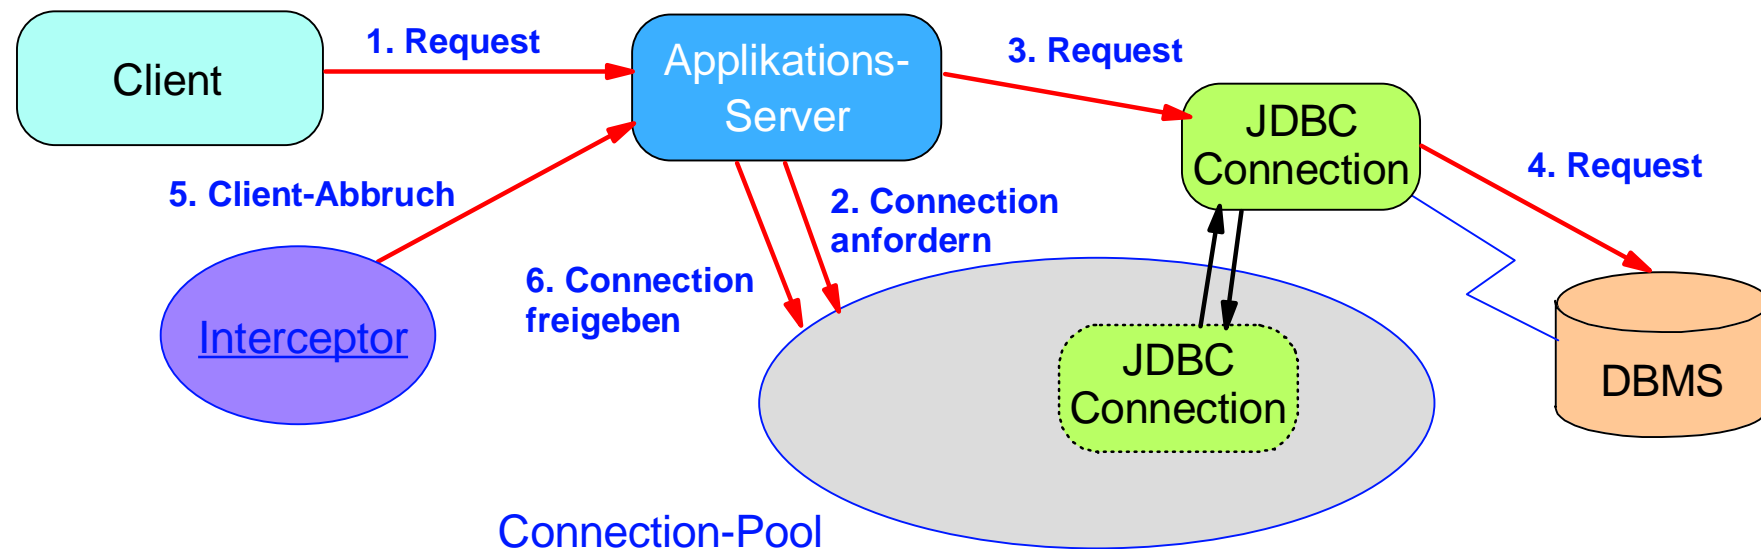 Client
1. Request
Applikations-
Server
3. Request
JDBC
Connection
4. Request
5. Client-Abbruch
2. Connection
anfordern
6. Connection
freigeben
Interceptor
JDBC
Connection
DBMS
Connection-Pool